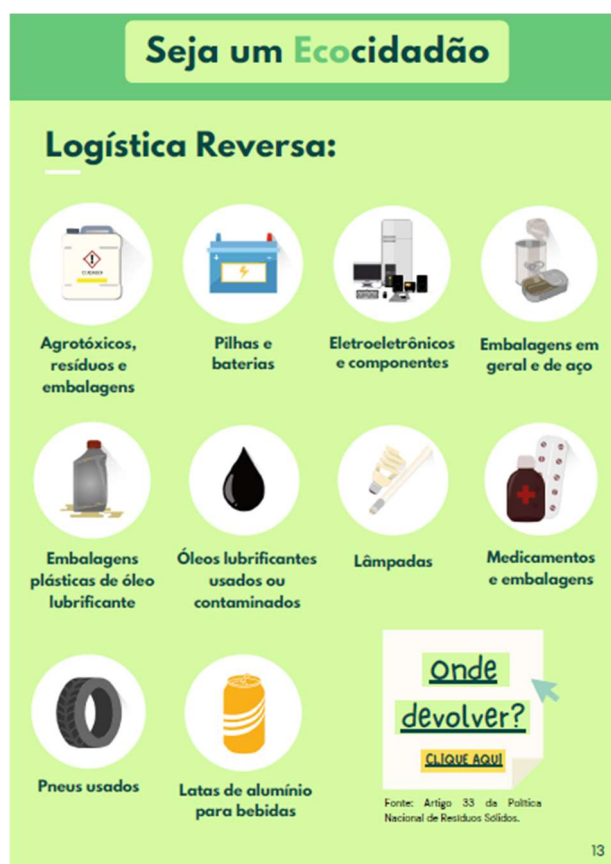 Seja um Ecocidadão
Logística Reversa:
Agrotóxicos,
resíduos e
embalagens
Pilhas e
baterias
Eletroeletrônicos
e componentes
Embalagens em
geral e de aço
Embalagens
plásticas de óleo
lubrificante
Óleos lubrificantes
usados ou
contaminados
Lâmpadas
Medicamentos
e embalagens
Pneus usados
Latas de alumínio
para bebidas
Onde
devolver?
CLIQUE AQUI
Fonte: Artigo 33 da Política
Nacional de Resíduos Sólidos.
13